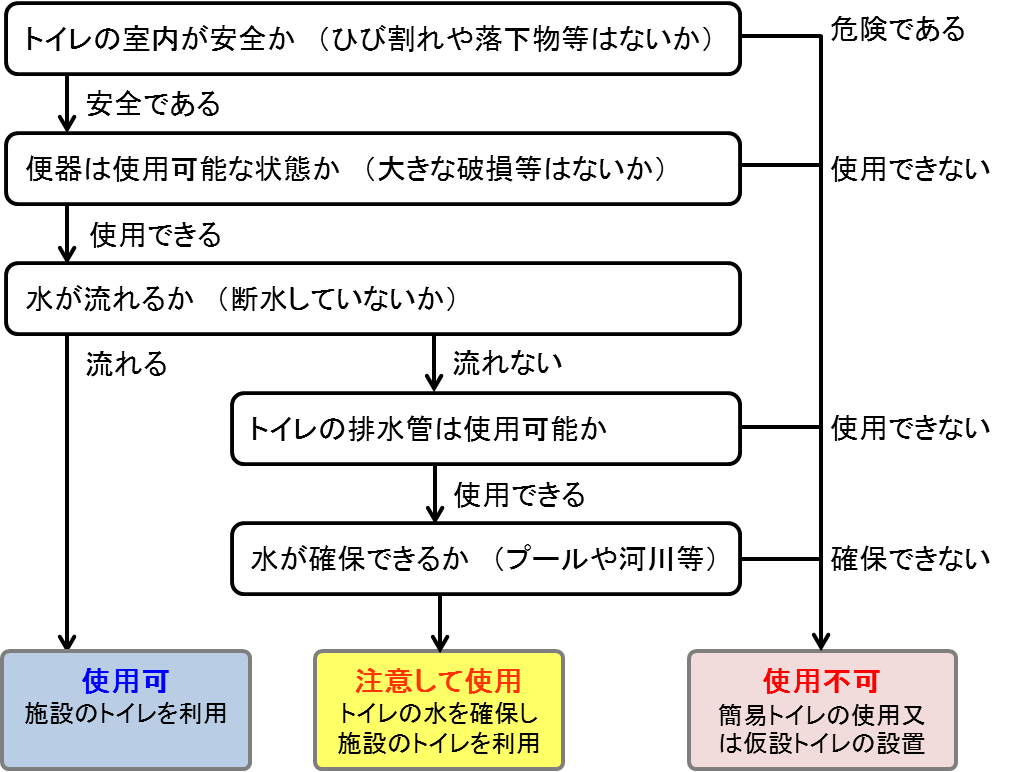 トイレの室内が安全か （ひび割れや落下物等はないか）
危険である
安全である
便器は使用可能な状態か （大きな破損等はないか）
使用できない
使用できる
水が流れるか （断水していないか）
流れる
流れない
トイレの排水管は使用可能か
使用できない
使用できる
水が確保できるか （プールや河川等）
確保できない
使用可
施設のトイレを利用
注意して使用
トイレの水を確保し
施設のトイレを利用
使用不可
簡易トイレの使用又
は仮設トイレの設置